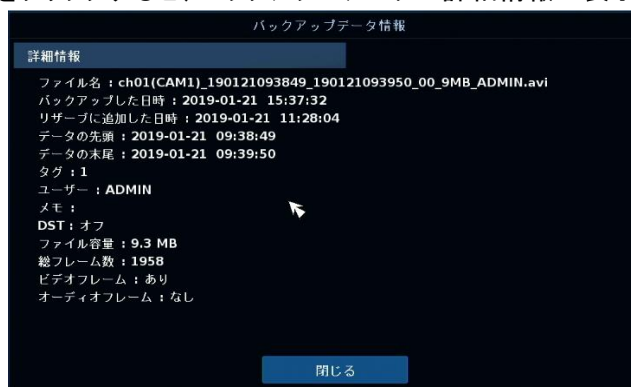 バックアップデータ情報
詳細情報
ファイル名 : ch01(CAM1)_190121093849_190121093950_00_9MB_ADMIN.avi
バックアップした日時 : 2019-01-21 15:37:32
リザーブに追加した日時 : 2019-01-21 11:28:04
データの先頭 : 2019-01-21 09:38:49
データの末尾 : 2019-01-21 09:39:50
タグ : 1
ユーザー : ADMIN
メモ :
DST : オフ
ファイル容量 : 9.3 MB
総フレーム数 : 1958
ビデオフレーム : あり
オーディオフレーム : なし
閉じる